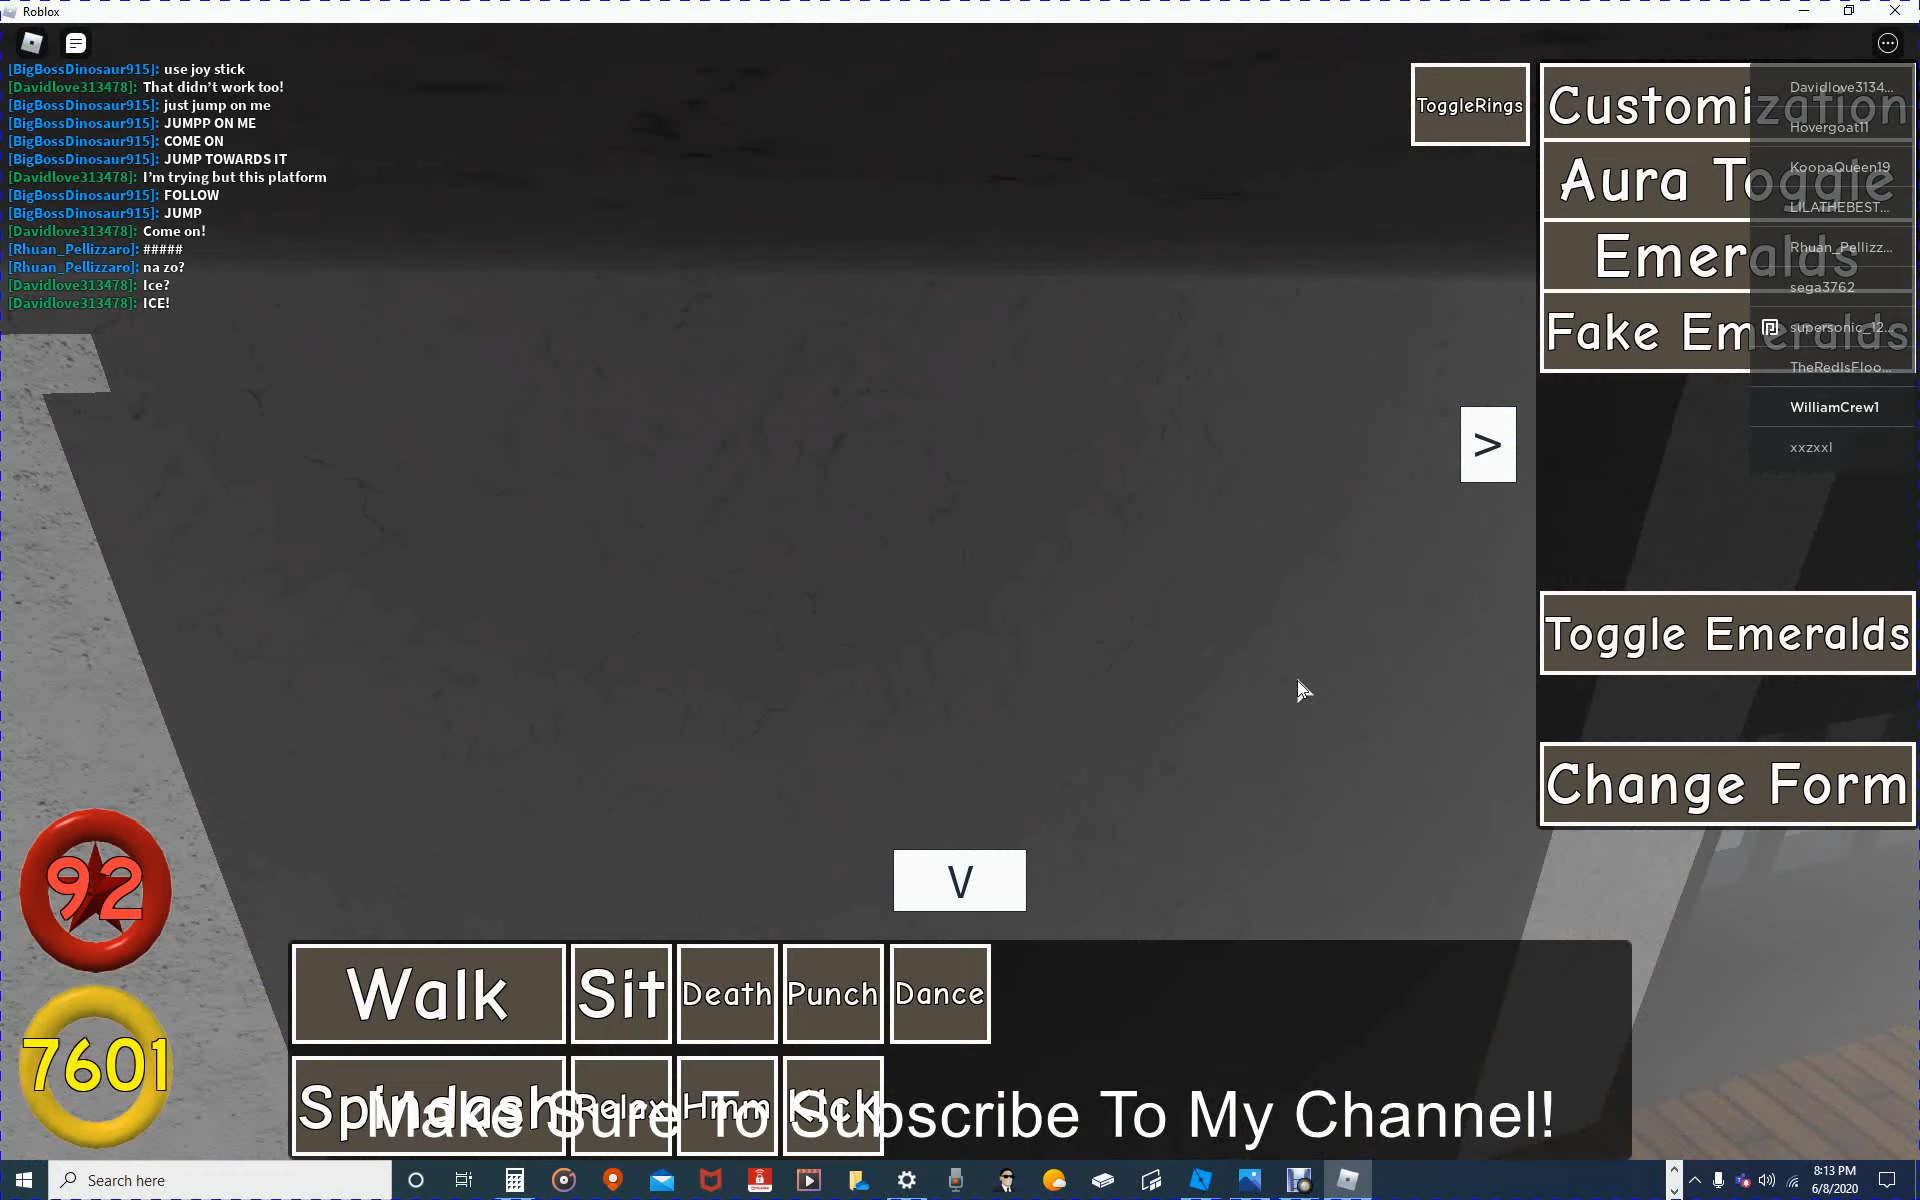 Roblox
[BigBossDinosaur915]: use joy stick
[Davidlove313478]: That didn't work too!
[BigBossDinosaur915]: just jump on me
[BigBossDinosaur915]: JUMPP ON ME
[BigBossDinosaur915]: COME ON
[BigBossDinosaur915]: JUMP TOWARDS IT
[Davidlove313478]: I'm trying but this platform
[BigBossDinosaur915]: FOLLOW
[BigBossDinosaur915]: JUMP
[Davidlove313478]: Come on!
[Rhuan_Pellizzaro]: #####
[Rhuan_Pellizzaro]: na zo?
[Davidlove313478]: Ice?
[Davidlove313478]: ICE!
ToggleRings
Customization
Aura Toggle
Emeralds
Fake Emeralds
Davidlove3134...
Hovergoat11
KoopaQueen19
LILATHEBEST...
Rhuan_Pellizz...
sega3762
supersonic_12...
TheRedIsFloo...
WilliamCrew1
xxzxxl
>
Toggle Emeralds
Change Form
92
7601
V
Walk
Sit
Death
Punch
Dance
Spindash
Relax
Hmm
Kick
Make Sure To Subscribe To My Channel!
Search here
8:13 PM
6/8/2020